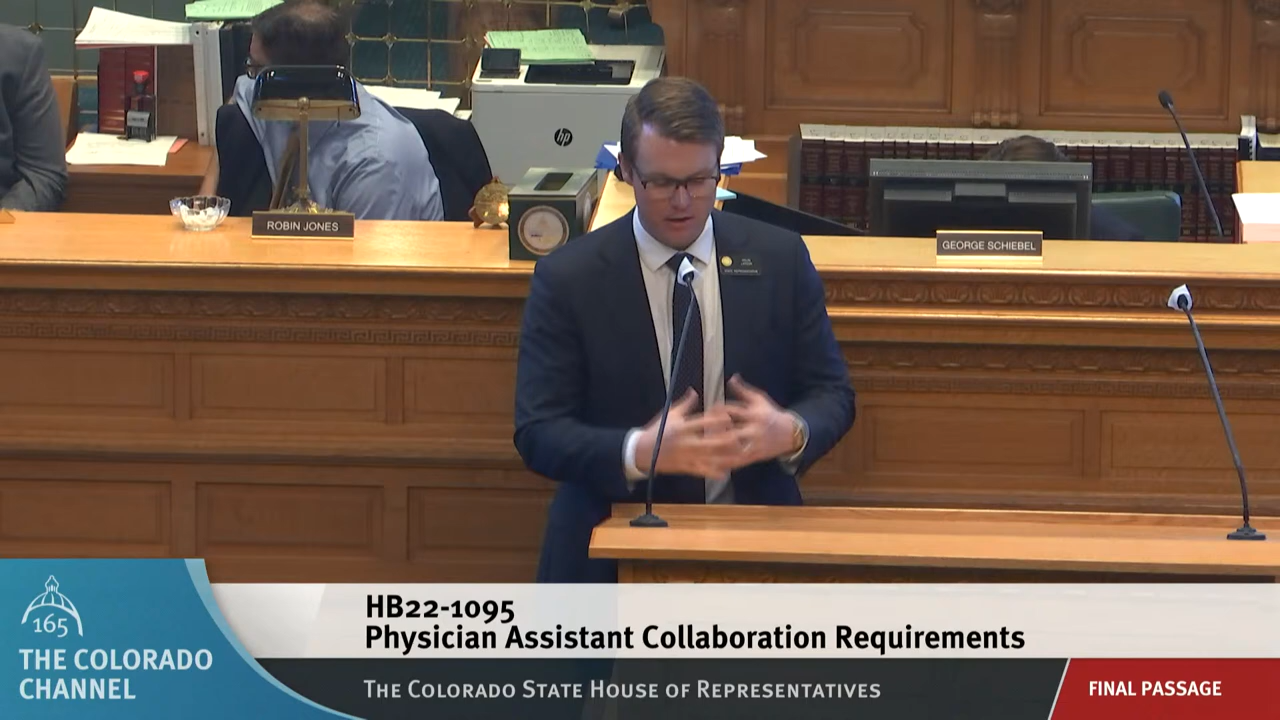 hp
ROBIN JONES
GEORGE SCHIEBEL
HB22-1095
Physician Assistant Collaboration Requirements
165
THE COLORADO
CHANNEL
The Colorado State House of Representatives
FINAL PASSAGE